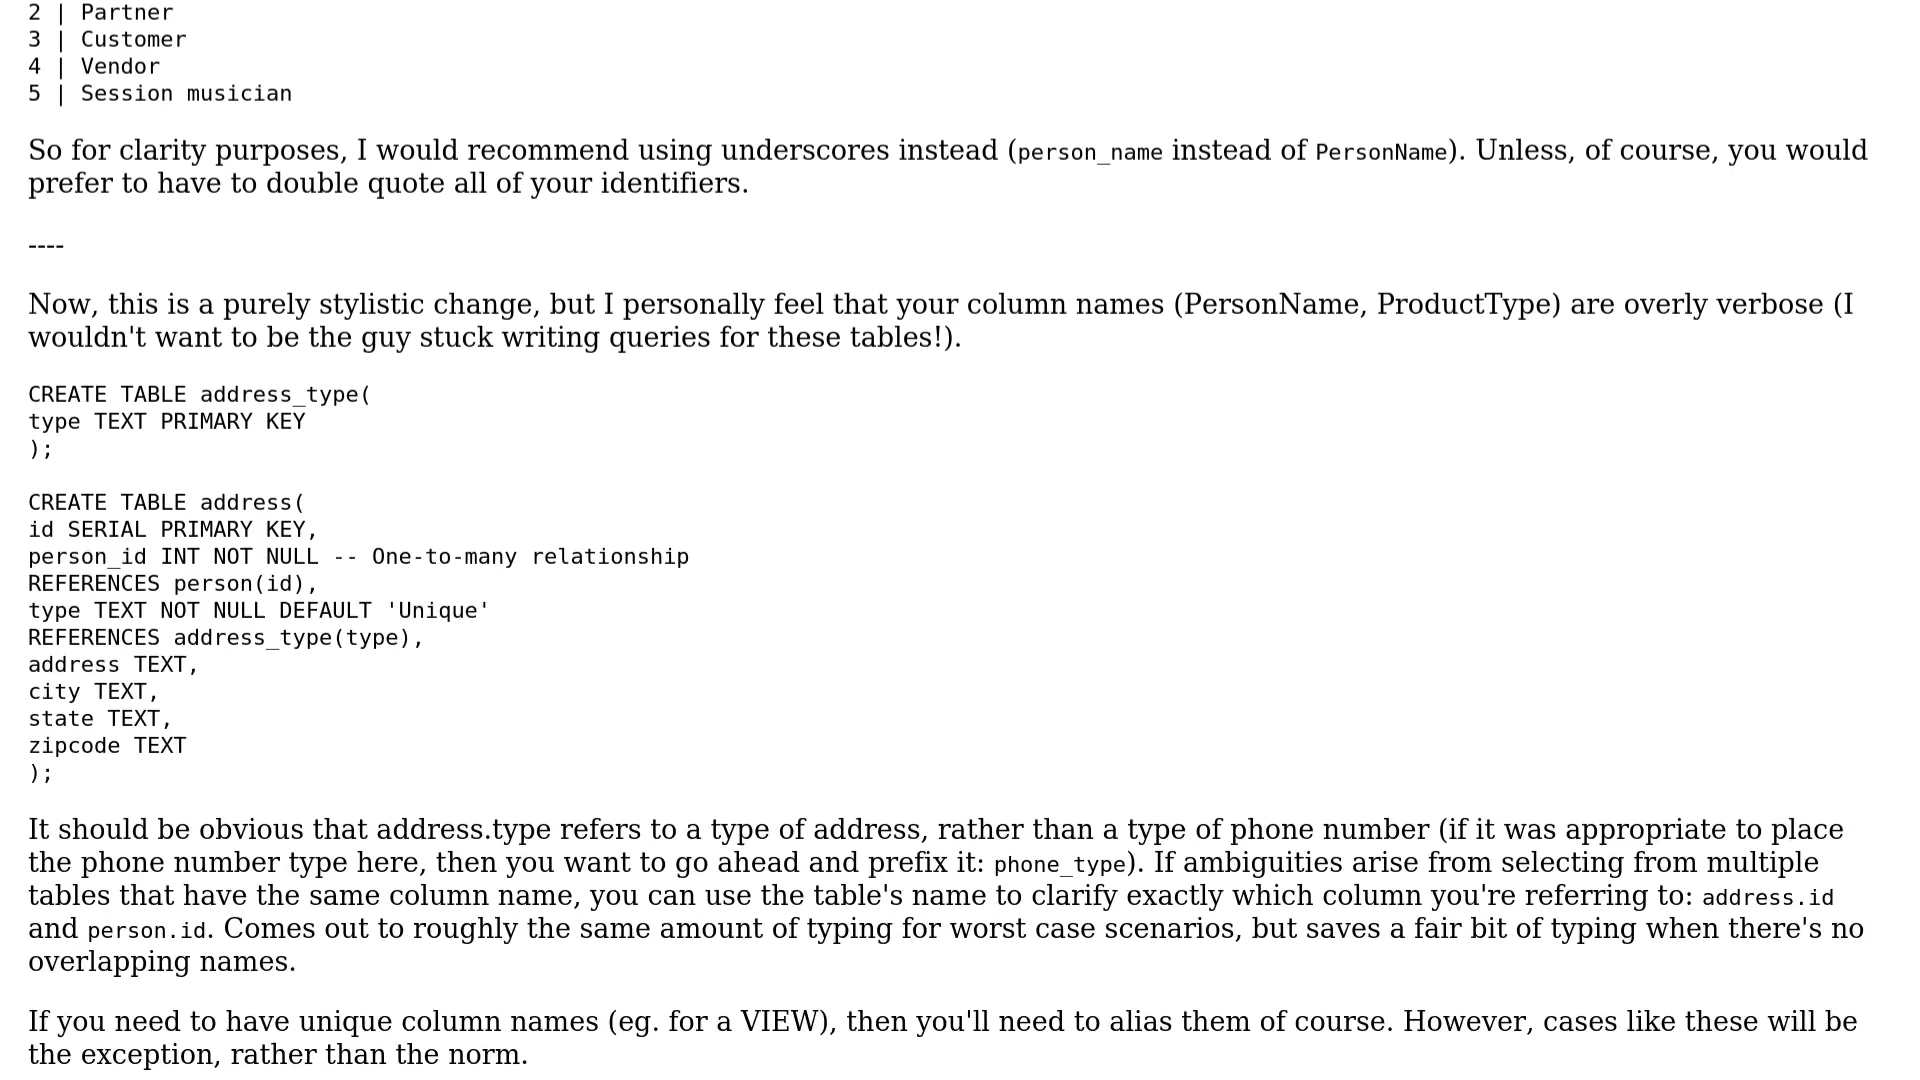 2 | Partner
3 | Customer
4 | Vendor
5 | Session musician
So for clarity purposes, I would recommend using underscores instead (person_name instead of PersonName). Unless, of course, you would
prefer to have to double quote all of your identifiers.
----
Now, this is a purely stylistic change, but I personally feel that your column names (PersonName, ProductType) are overly verbose (I
wouldn't want to be the guy stuck writing queries for these tables!).
CREATE TABLE address_type(
type TEXT PRIMARY KEY
);
CREATE TABLE address(
id SERIAL PRIMARY KEY,
person_id INT NOT NULL -- One-to-many relationship
REFERENCES person(id),
type TEXT NOT NULL DEFAULT 'Unique'
REFERENCES address_type(type),
address TEXT,
city TEXT,
state TEXT,
zipcode TEXT
);
It should be obvious that address.type refers to a type of address, rather than a type of phone number (if it was appropriate to place
the phone number type here, then you want to go ahead and prefix it: phone_type). If ambiguities arise from selecting from multiple
tables that have the same column name, you can use the table's name to clarify exactly which column you're referring to: address.id
and person.id. Comes out to roughly the same amount of typing for worst case scenarios, but saves a fair bit of typing when there's no
overlapping names.
If you need to have unique column names (eg. for a VIEW), then you'll need to alias them of course. However, cases like these will be
the exception, rather than the norm.